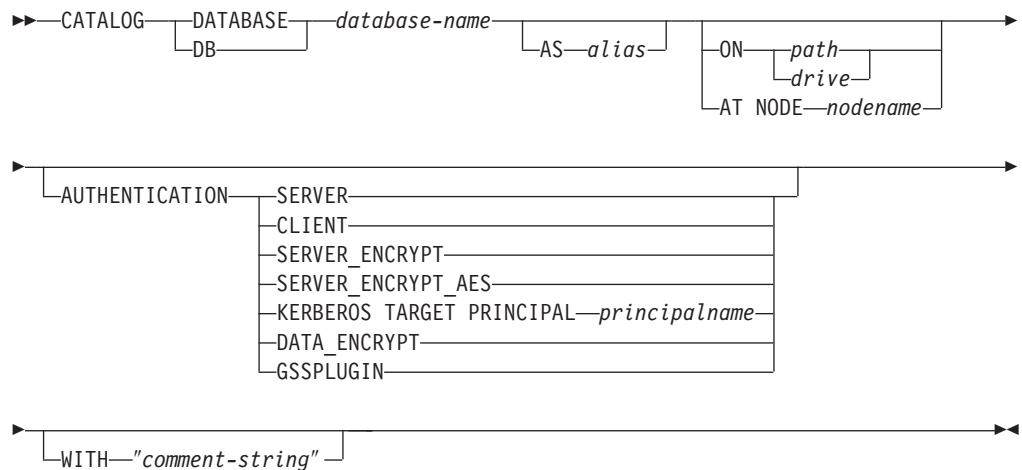 CATALOG DATABASE database-name
DB AS alias ON path
drive
AT NODE nodename
AUTHENTICATION SERVER
CLIENT
SERVER_ENCRYPT
SERVER_ENCRYPT_AES
KERBEROS TARGET PRINCIPAL principalname
DATA_ENCRYPT
GSSPLUGIN
WITH "comment-string"